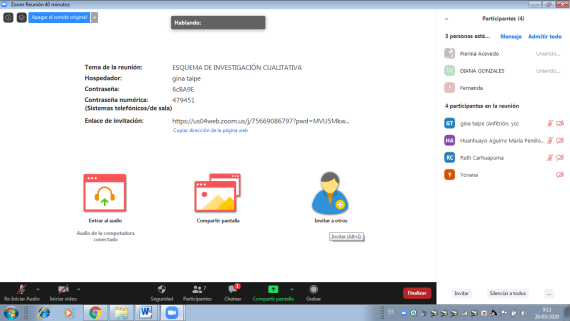 Zoom Reunión 40 minutos
Apagar el sonido original
Hablando:
Tema de la reunión: ESQUEMA DE INVESTIGACIÓN CUALITATIVA
Hospedador: gina taipe
Contraseña: 6cBA9E
Contraseña numérica: 479451
(Sistemas telefónicos/de sala)
Enlace de invitación: https://us04web.zoom.us/j/75669086797?pwd=MVU5Mkw...
Copiar dirección de la página web
Entrar al audio
Audio de la computadora
conectado
Compartir pantalla
Invitar a otros
Invitar (Alt+I)
Re-Iniciar Audio
Iniciar video
Seguridad
Participantes
7
Chatear
1
Compartir pantalla
Grabar
Finalizar
Participantes (4)
3 personas está... Mensaje Admitir todo
Pierina Acevedo Uniendo...
DIANA GONZALES Uniendo...
Fernanda
4 participantes en la reunión
GT gina taipe (Anfitrión, yo)
HA Huanhuayo Aguirre María Penélo...
RC Ruth Carhuapuma
Y Yovana
Invitar
Silenciar a todos
...
ES
9:11
26/05/2020